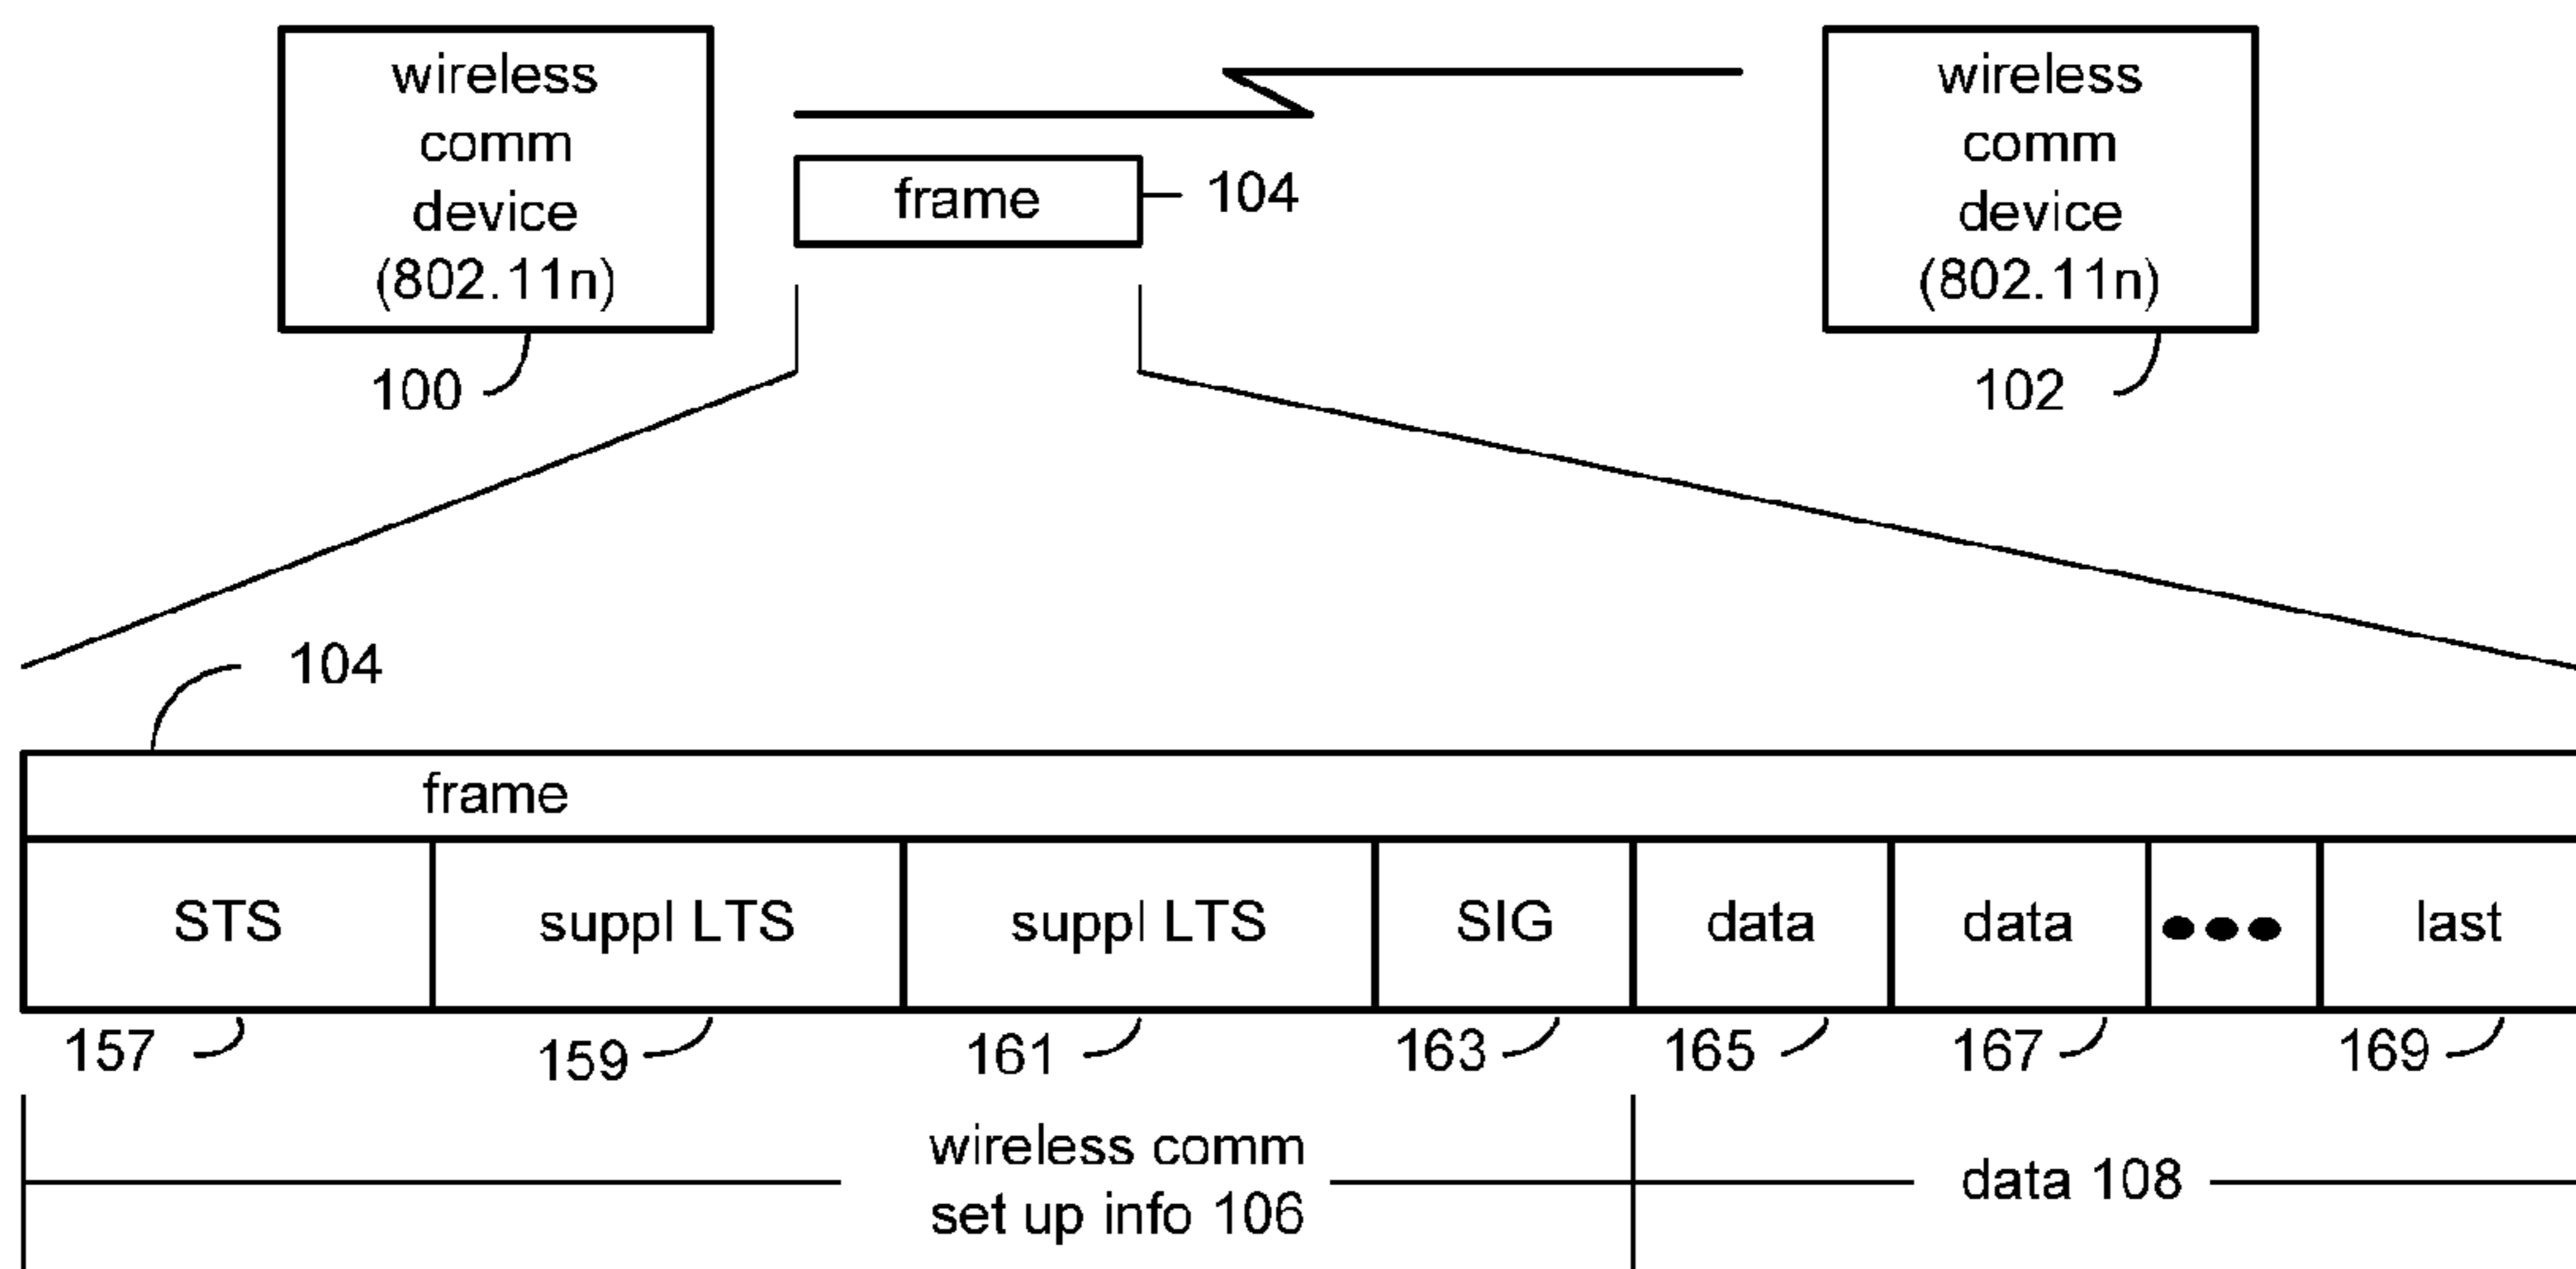 wireless
comm
device
(802.11n)
100
frame
104
wireless
comm
device
(802.11n)
102
104
frame
STS
suppl LTS
suppl LTS
SIG
data
data
●●●
last
157
159
161
163
165
167
169
wireless comm
set up info 106
data 108